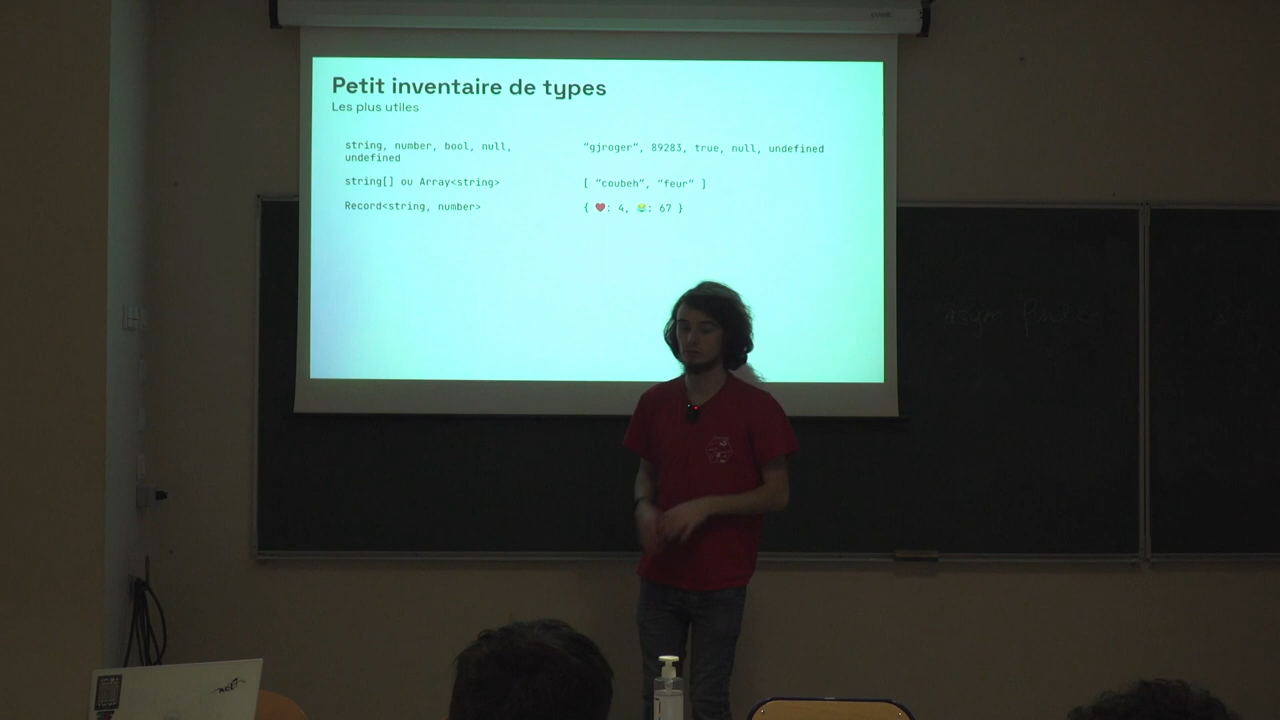 Petit inventaire de types
Les plus utiles
string, number, bool, null,
undefined
“gjroger”, 89283, true, null, undefined
string[] ou Array<string>
[ “coubeh”, “feur” ]
Record<string, number>
{ ❤️: 4, 😂: 67 }
async